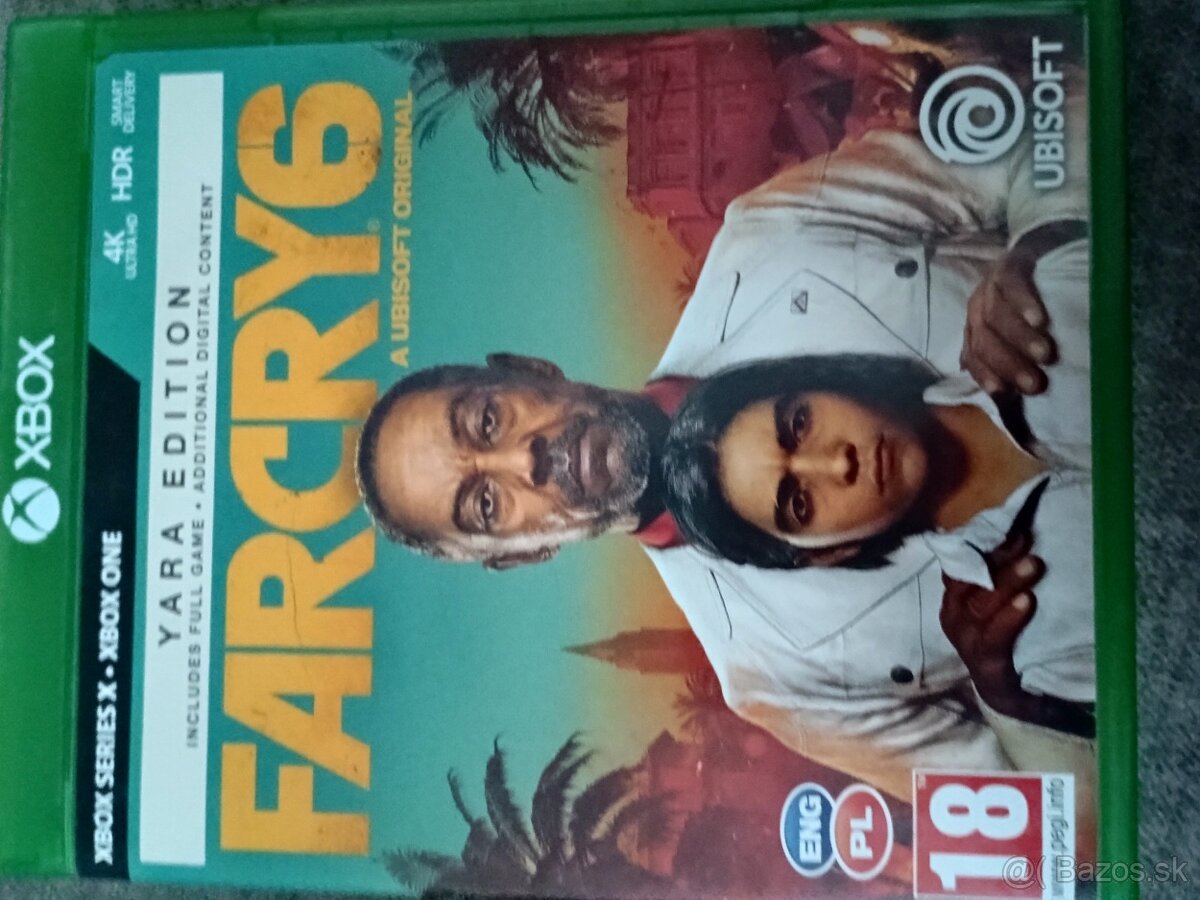 XBOX
XBOX SERIES X • XBOX ONE
4K
ULTRA HD
HDR
SMART
DELIVERY
YARA EDITION
INCLUDES FULL GAME • ADDITIONAL DIGITAL CONTENT
FARCRY6®
A UBISOFT ORIGINAL
ENG
PL
18
www.pegi.info
UBISOFT
@( Bazos.sk